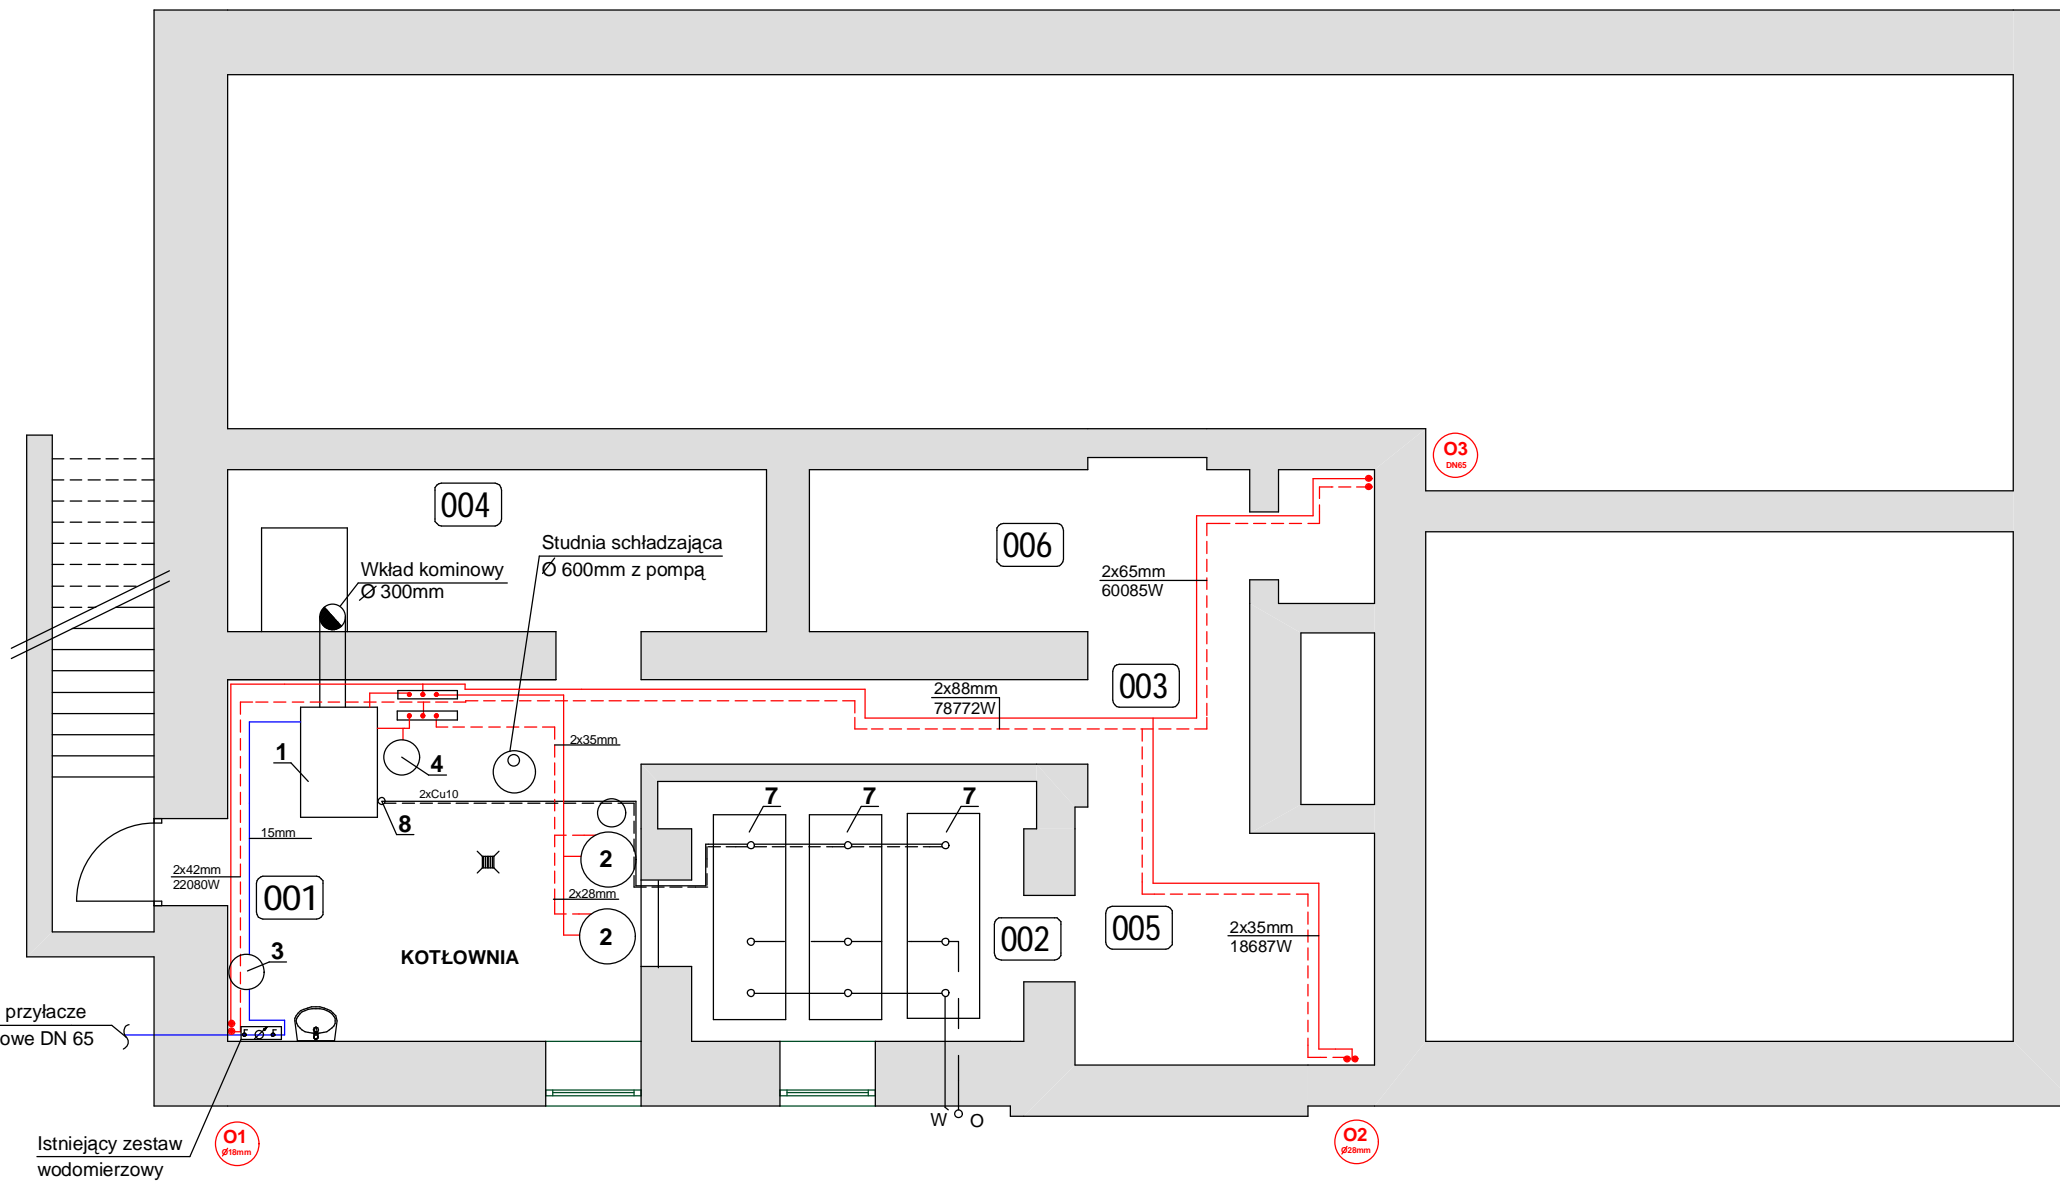 O3
DN65
004
006
Studnia schładzająca
Ø 600mm z pompą
Wkład kominowy
Ø 300mm
2x65mm
60085W
003
2x88mm
78772W
2x35mm
1
4
2xCu10
7
7
7
8
15mm
2
2x42mm
22080W
2x28mm
001
2
002
005
2x35mm
18687W
3
KOTŁOWNIA
przyłacze
owe DN 65
W
O
Istniejący zestaw
wodomierzowy
O1
Ø18mm
O2
Ø28mm